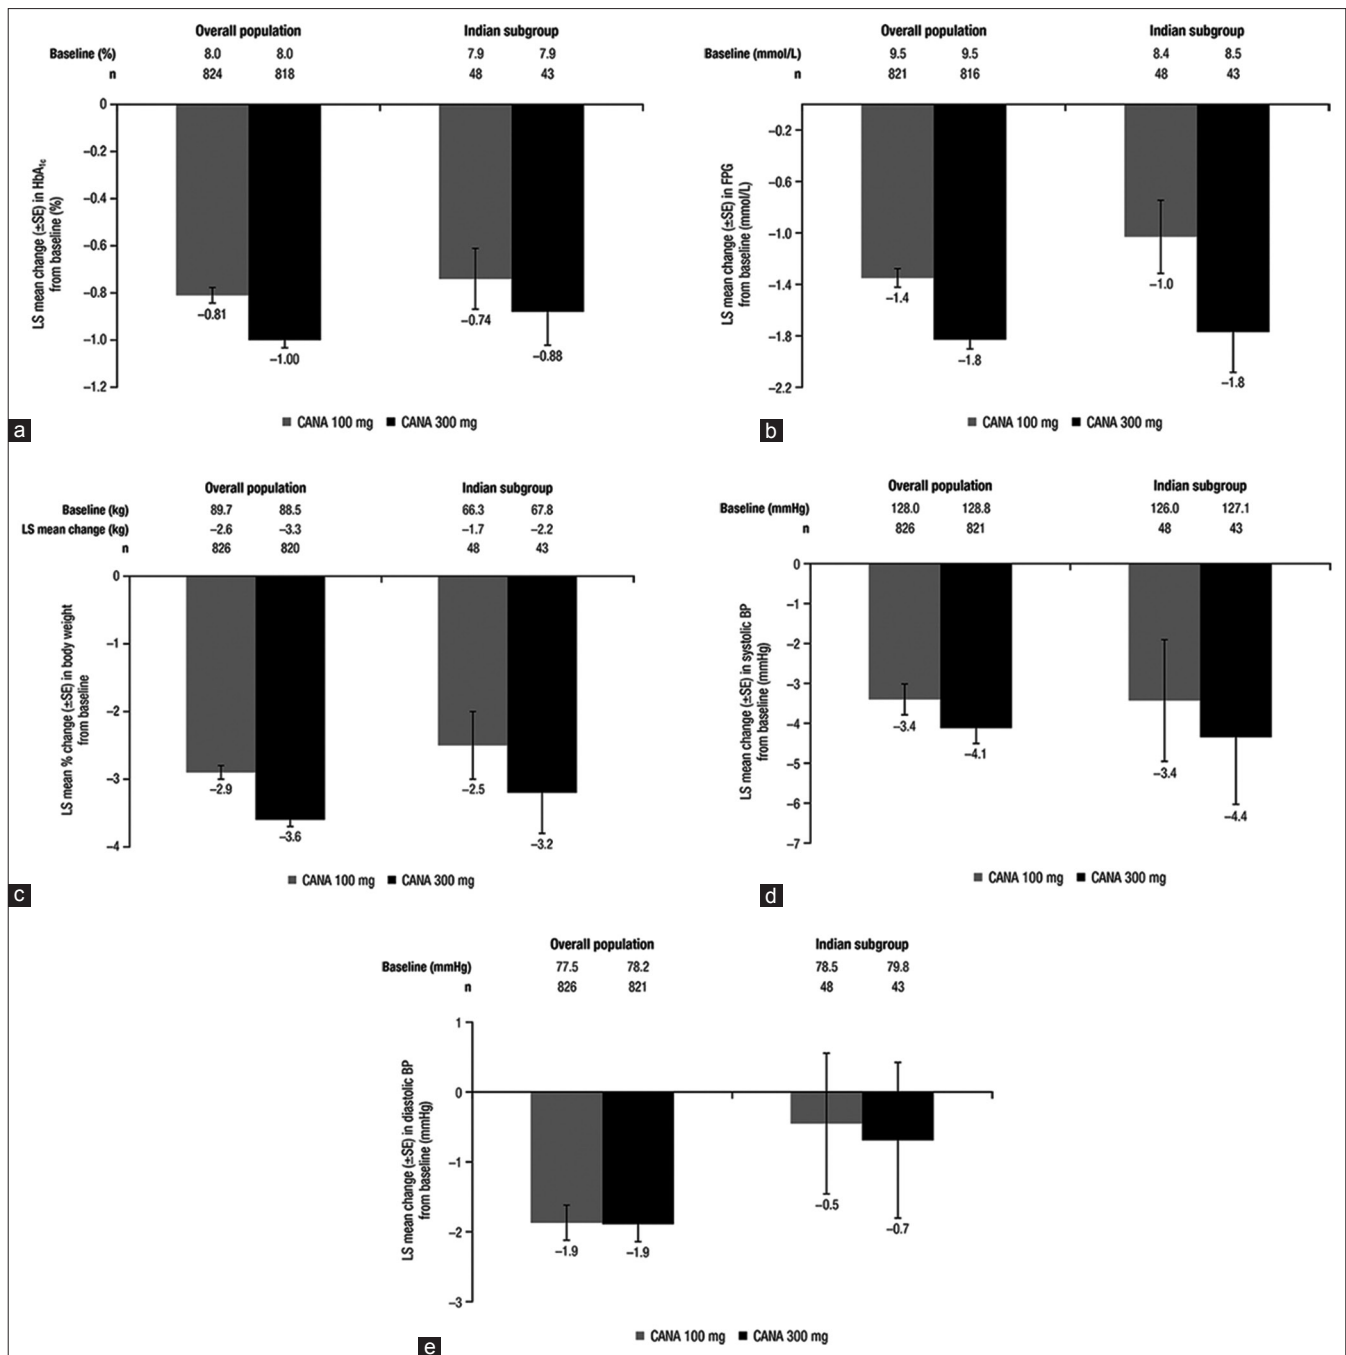 Overall population Indian subgroup
Baseline (%) 8.0 8.0 7.9 7.9
n 824 818 48 43
0
–0.2
–0.4
–0.6
–0.8
–1.0
–1.2
LS mean change (±SE) in HbA1c
from baseline (%)
–0.81
–1.00
–0.74
–0.88
CANA 100 mg CANA 300 mg
a
Overall population Indian subgroup
Baseline (mmol/L) 9.5 9.5 8.4 8.5
n 821 816 48 43
–0.2
–0.6
–1.0
–1.4
–1.8
–2.2
LS mean change (±SE) in FPG
from baseline (mmol/L)
–1.4
–1.8
–1.0
–1.8
CANA 100 mg CANA 300 mg
b
Overall population Indian subgroup
Baseline (kg) 89.7 88.5 66.3 67.8
LS mean change (kg) –2.6 –3.3 –1.7 –2.2
n 826 820 48 43
0
–1
–2
–3
–4
LS mean % change (±SE) in body weight
from baseline
–2.9
–3.6
–2.5
–3.2
CANA 100 mg CANA 300 mg
c
Overall population Indian subgroup
Baseline (mmHg) 128.0 128.8 126.0 127.1
n 826 821 48 43
0
–1
–2
–3
–4
–5
–6
–7
LS mean change (±SE) in systolic BP
from baseline (mmHg)
–3.4
–4.1
–3.4
–4.4
CANA 100 mg CANA 300 mg
d
Overall population Indian subgroup
Baseline (mmHg) 77.5 78.2 78.5 79.8
n 826 821 48 43
1
0
–1
–2
–3
LS mean change (±SE) in diastolic BP
from baseline (mmHg)
–1.9
–1.9
–0.5
–0.7
CANA 100 mg CANA 300 mg
e